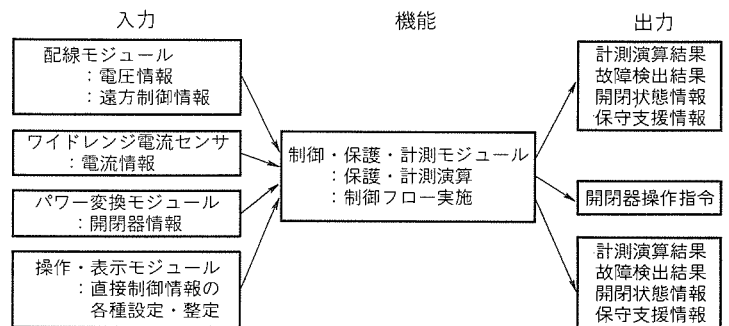 入力
機能
出力
配線モジュール
：電圧情報
：遠方制御情報
ワイドレンジ電流センサ
：電流情報
パワー変換モジュール
：開閉器情報
操作・表示モジュール
：直接制御情報の
各種設定・整定
制御・保護・計測モジュール
：保護・計測演算
：制御フロー実施
計測演算結果
故障検出結果
開閉状態情報
保守支援情報
開閉器操作指令
計測演算結果
故障検出結果
開閉状態情報
保守支援情報